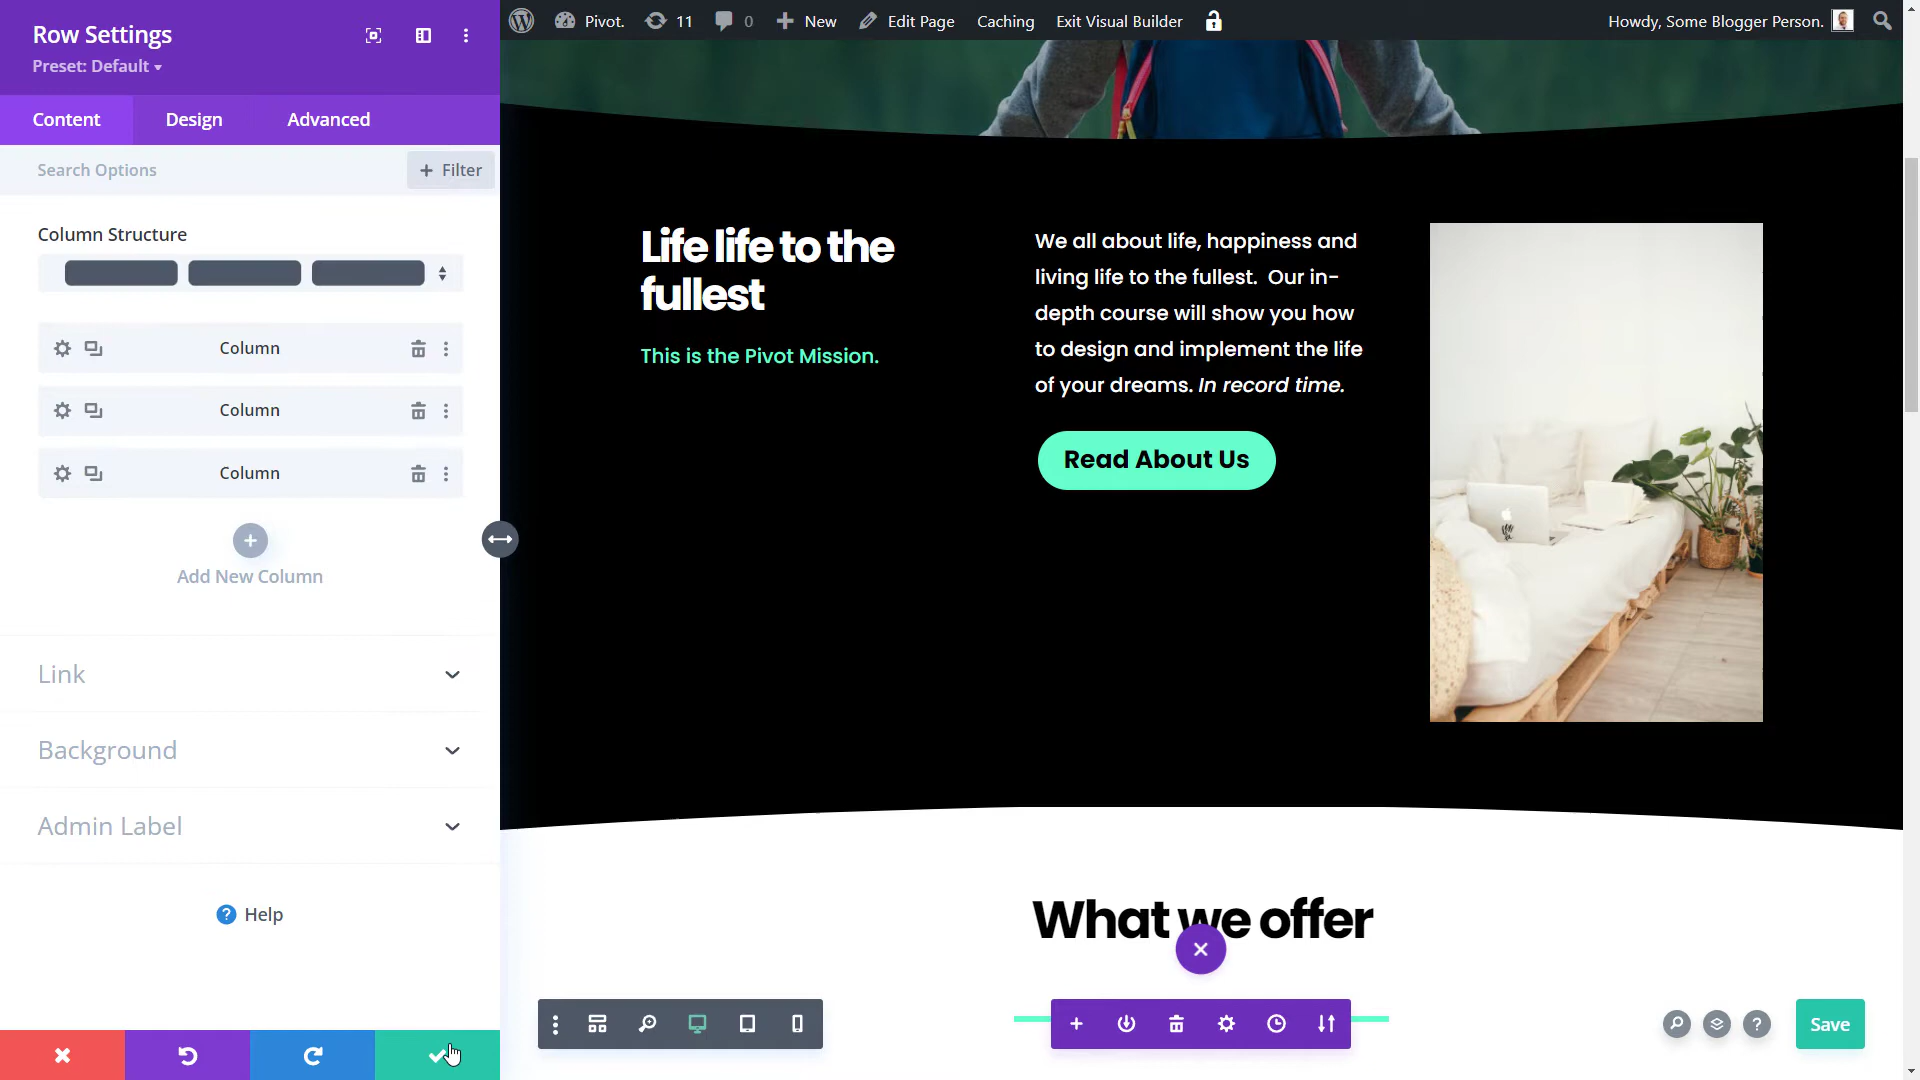 Row Settings
Preset: Default
Content Design Advanced
Search Options
+ Filter
Column Structure
Column
Column
Column
Add New Column
Link
Background
Admin Label
? Help
Pivot. 11 0 New Edit Page Caching Exit Visual Builder
Howdy, Some Blogger Person.
Life life to the
fullest
This is the Pivot Mission.
We all about life, happiness and
living life to the fullest. Our in-
depth course will show you how
to design and implement the life
of your dreams. In record time.
Read About Us
What we offer
?
Save